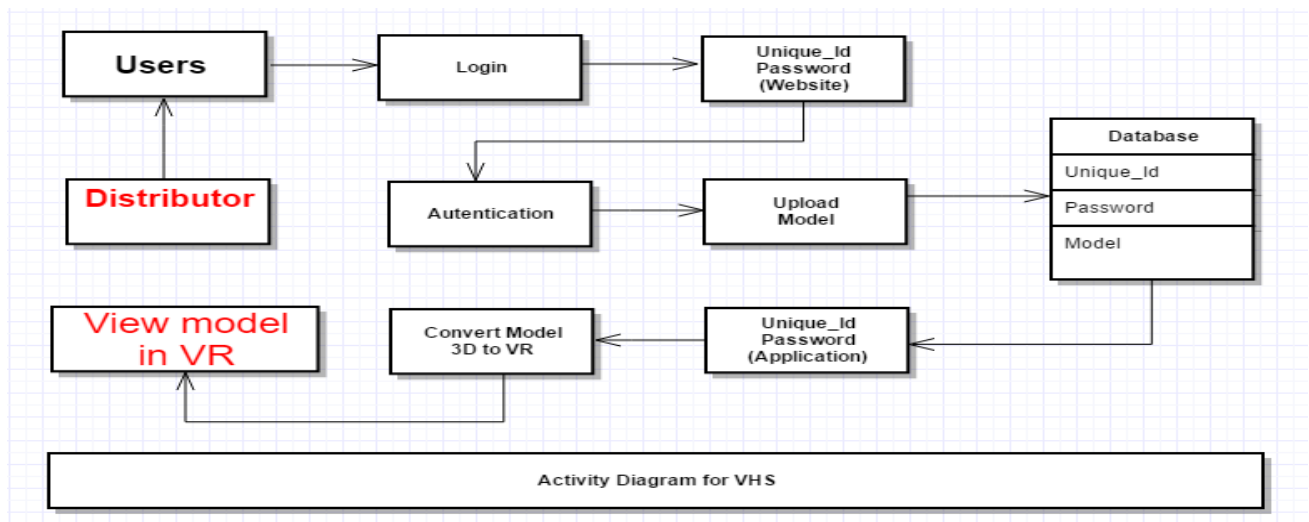 Users
Login
Unique_Id
Password
(Website)
Database
Unique_Id
Password
Model
Distributor
Autentication
Upload
Model
View model
in VR
Convert Model
3D to VR
Unique_Id
Password
(Application)
Activity Diagram for VHS